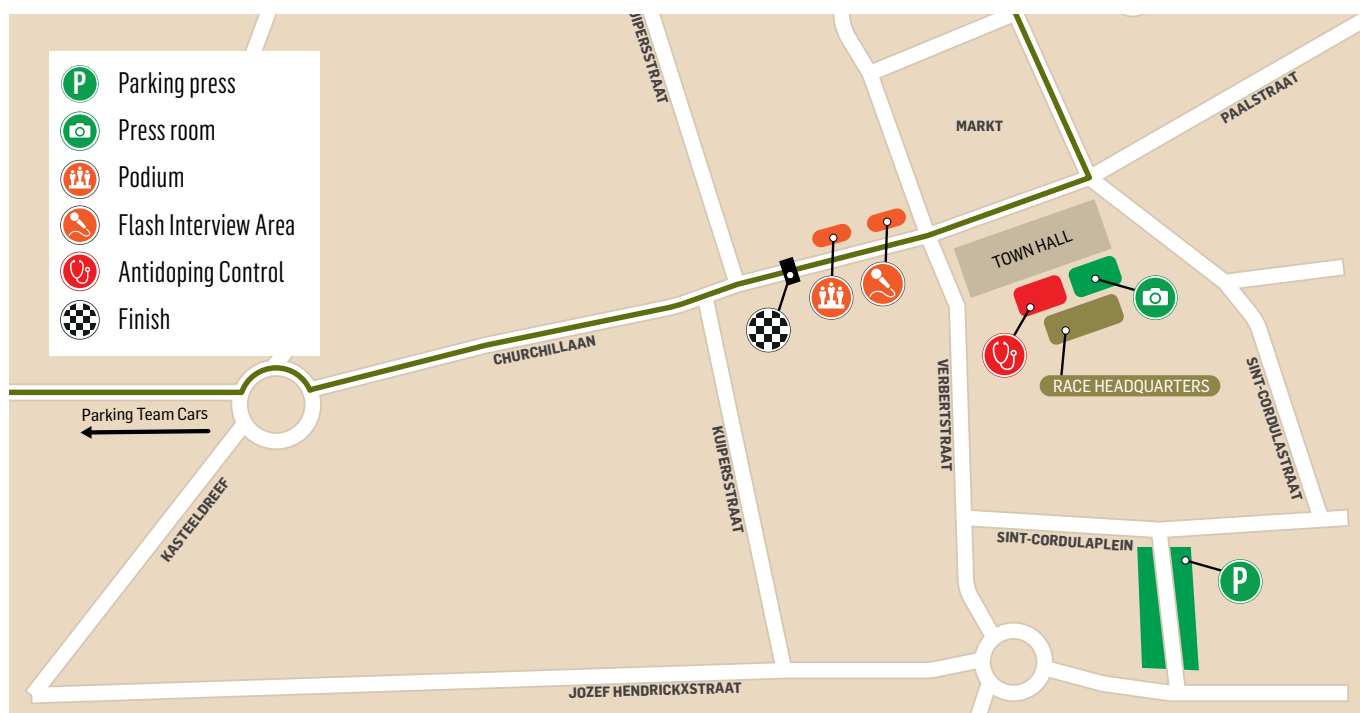 P Parking press
Press room
Podium
Flash Interview Area
Antidoping Control
Finish
UIPERSSTRAAT
MARKT
PAALSTRAAT
TOWN HALL
CHURCHILLAAN
RACE HEADQUARTERS
Parking Team Cars
KASTEELDREEF
KUIPERSSTRAAT
VERBERTSTRAAT
SINT-CORDULASTRAAT
SINT-CORDULAPLEIN
P
JOZEF HENDRICKXSTRAAT